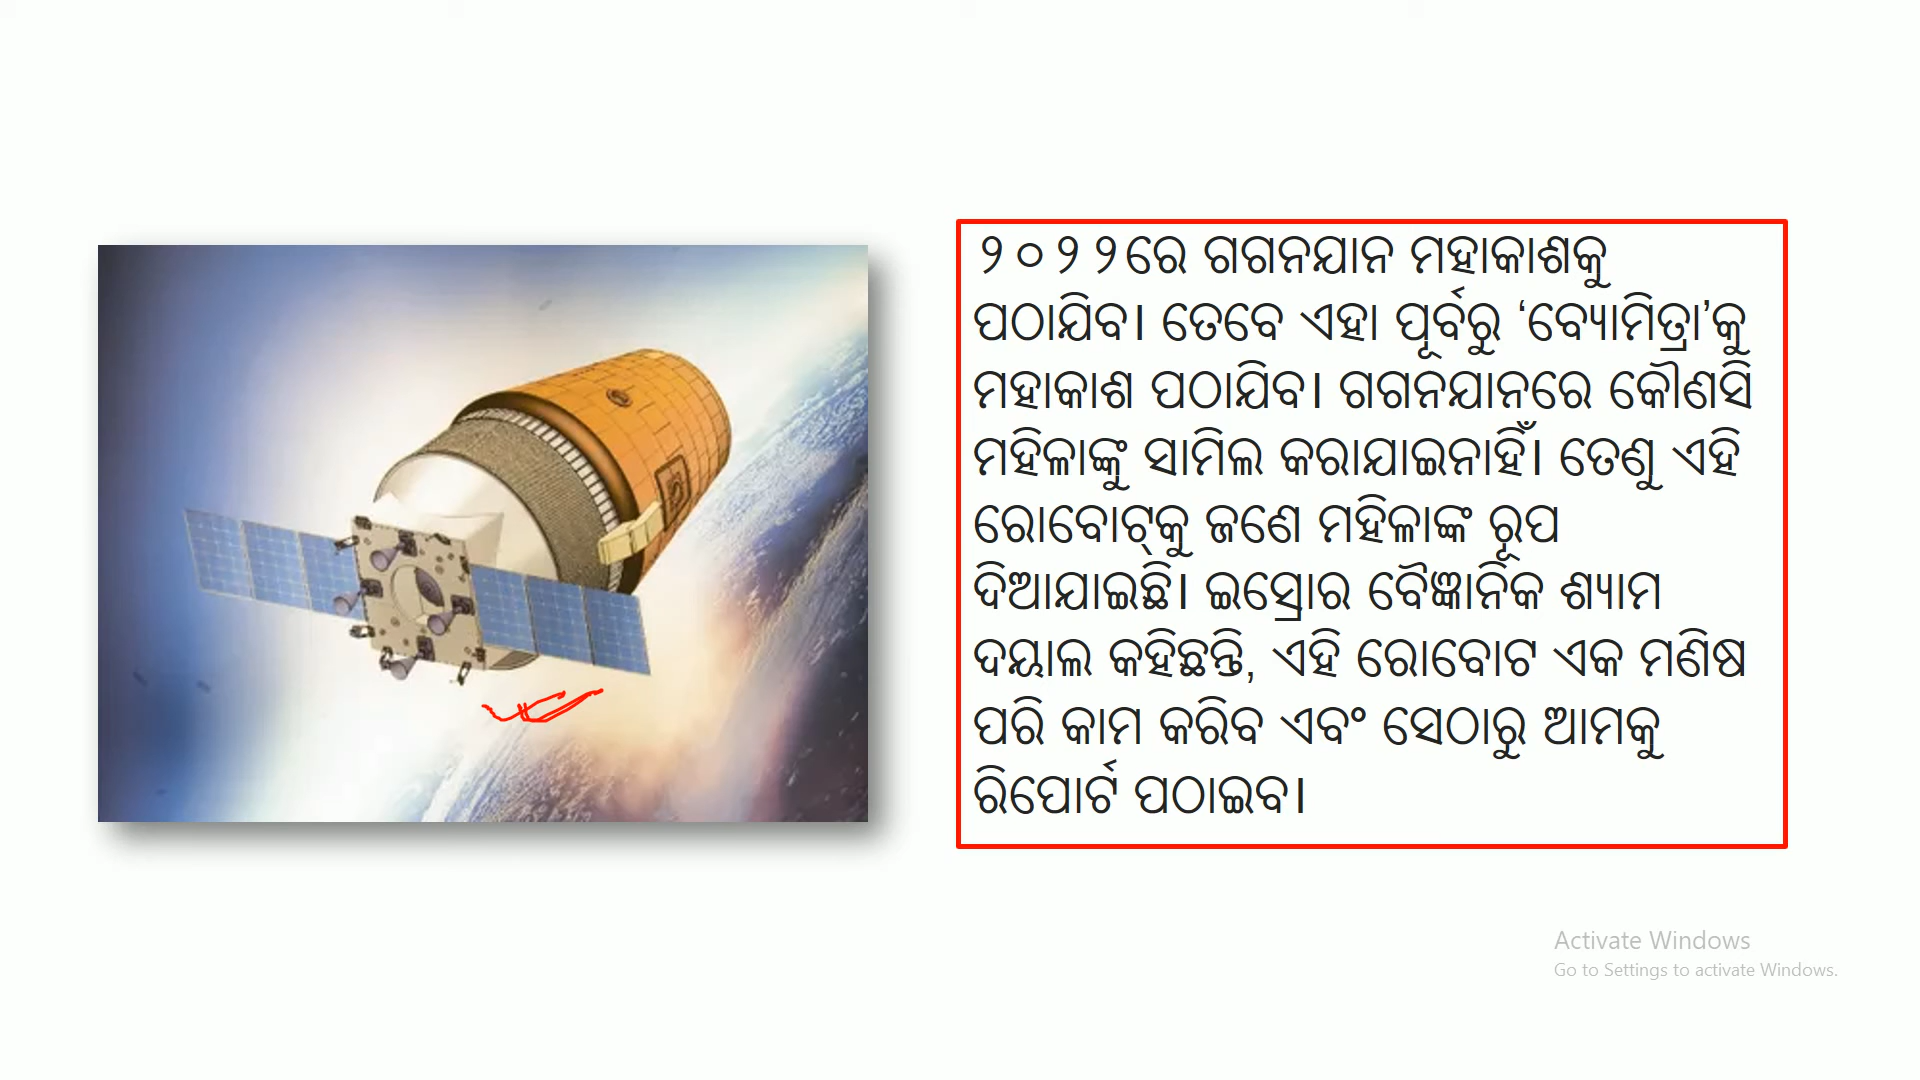 ୨୦୨୨ରେ ଗଗନଯାନ ମହାକାଶକୁ
ପଠାଯିବ। ତେବେ ଏହା ପୂର୍ବରୁ ‘ବ୍ୟୋମିତ୍ରା’କୁ
ମହାକାଶ ପଠାଯିବ। ଗଗନଯାନରେ କୌଣସି
ମହିଳାଙ୍କୁ ସାମିଲ କରାଯାଇନାହିଁ। ତେଣୁ ଏହି
ରୋବୋଟ୍‌କୁ ଜଣେ ମହିଳାଙ୍କ ରୂପ
ଦିଆଯାଇଛି। ଇସ୍ରୋର ବୈଜ୍ଞାନିକ ଶ୍ୟାମ
ଦୟାଲ କହିଛନ୍ତି, ଏହି ରୋବୋଟ ଏକ ମଣିଷ
ପରି କାମ କରିବ ଏବଂ ସେଠାରୁ ଆମକୁ
ରିପୋର୍ଟ ପଠାଇବ।
Activate Windows
Go to Settings to activate Windows.